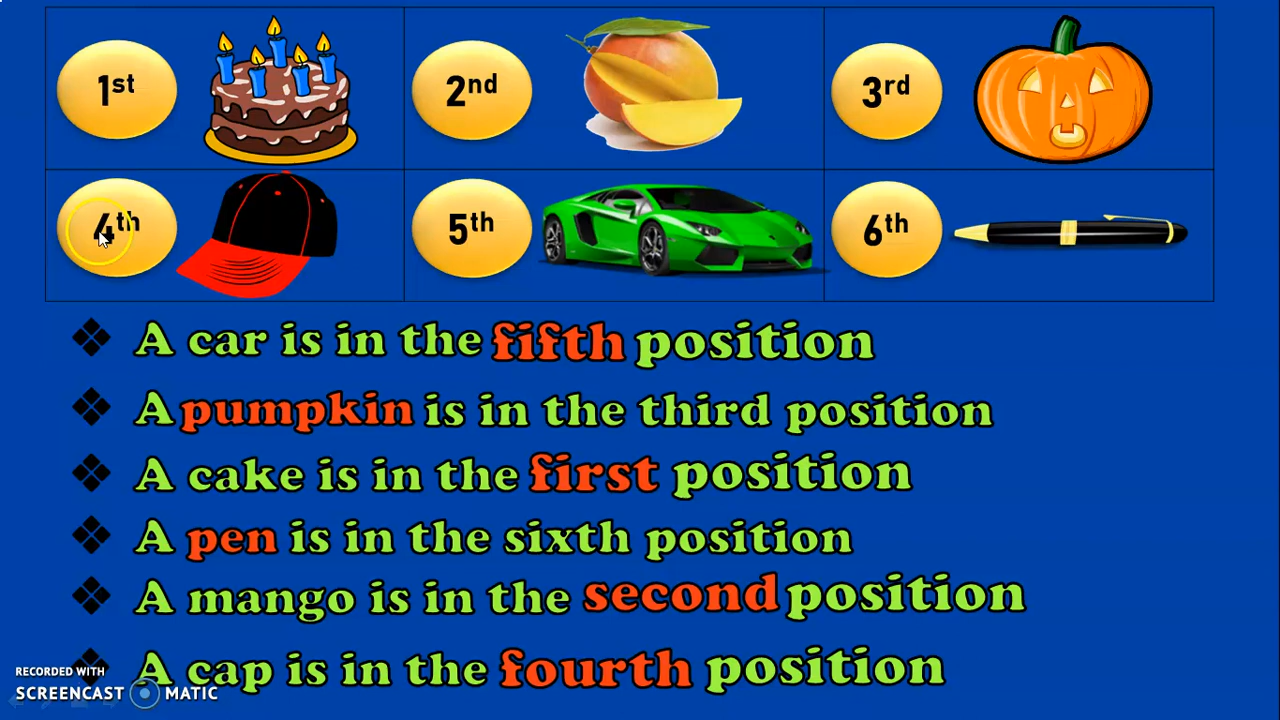 1st
2nd
3rd
4th
5th
6th
A car is in the fifth position
A pumpkin is in the third position
A cake is in the first position
A pen is in the sixth position
A mango is in the second position
A cap is in the fourth position
RECORDED WITH
SCREENCAST MATIC